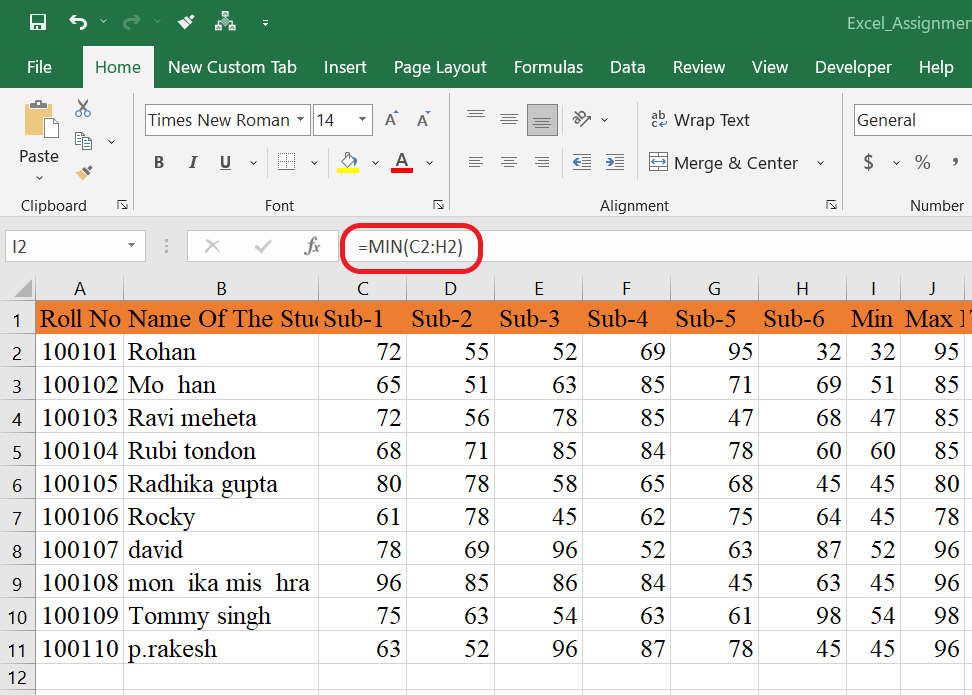 Excel_Assignmen
File Home New Custom Tab Insert Page Layout Formulas Data Review View Developer Help
Times New Roman 14 A A ab Wrap Text General
Paste B I U A Merge & Center $ % ,
Clipboard Font Alignment Number
I2 fx =MIN(C2:H2)
A B C D E F G H I J
1 Roll No Name Of The Stu Sub-1 Sub-2 Sub-3 Sub-4 Sub-5 Sub-6 Min Max
2 100101 Rohan 72 55 52 69 95 32 32 95
3 100102 Mo  han 65 51 63 85 71 69 51 85
4 100103 Ravi meheta 72 56 78 85 47 68 47 85
5 100104 Rubi tondon 68 71 85 84 78 60 60 85
6 100105 Radhika gupta 80 78 58 65 68 45 45 80
7 100106 Rocky 61 78 45 62 75 64 45 78
8 100107 david 78 69 96 52 63 87 52 96
9 100108 mon  ika mis  hra 96 85 86 84 45 63 45 96
10 100109 Tommy singh 75 63 54 63 61 98 54 98
11 100110 p.rakesh 63 52 96 87 78 45 45 96
12